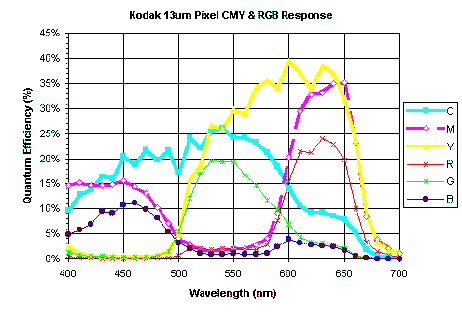 Kodak 13um Pixel CMY & RGB Response
45%
40%
35%
30%
25%
20%
15%
10%
5%
0%
Quantum Efficiency (%)
400 450 500 550 600 650 700
Wavelength (nm)
C
M
Y
R
G
B